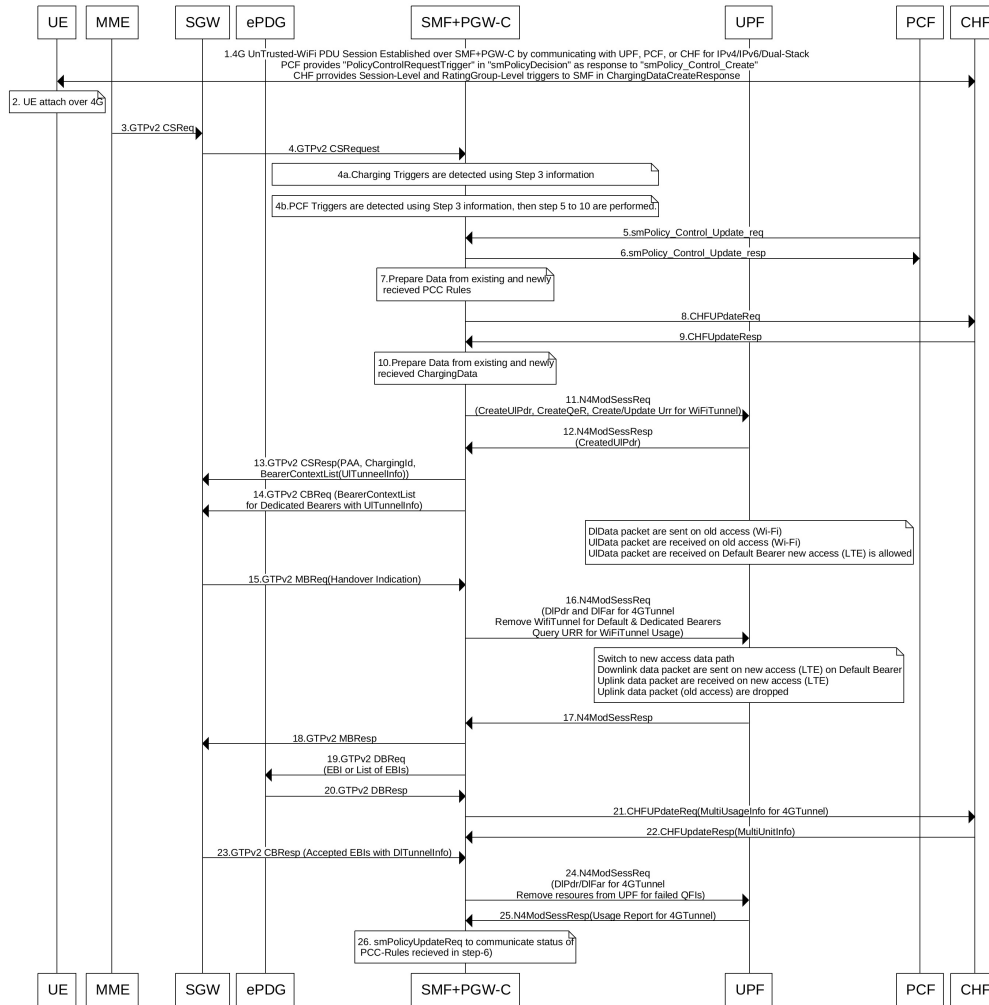 UE MME SGW ePDG SMF+PGW-C UPF PCF CHF
1.4G UnTrusted-WiFi PDU Session Established over SMF+PGW-C by communicating with UPF, PCF, or CHF for IPv4/IPv6/Dual-Stack
PCF provides "PolicyControlRequestTrigger" in "smPolicyDecision" as response to "smPolicy_Control_Create"
CHF prrovides Session-Level and RatingGroup-Level triggers to SMF in ChargingDataCreateResponse
2. UE attach over 4G
3.GTPv2 CSReq
4.GTPv2 CSRequest
4a.Charging Triggers are detected using Step 3 information
4b.PCF Triggers are detected using Step 3 information, then step 5 to 10 are performed.
5.smPolicy_Control_Update_req
6.smPolicy_Control_Update_resp
7.Prepare Data from existing and newly
recieved PCC Rules
8.CHFUPdateReq
9.CHFUpdateResp
10.Prepare Data from existing and newly
recieved ChargingData
11.N4ModSessReq
(CreateUlPdr, CreateQeR, Create/Update Urr for WiFiTunnel)
12.N4ModSessResp
(CreatedUlPdr)
13.GTPv2 CSResp(PAA, ChargingId,
BearerContextList(UlTunneelInfo))
14.GTPv2 CBReq (BearerContextList
for Dedicated Bearers with UlTunnelInfo)
DlData packet are sent on old access (Wi-Fi)
UlData packet are received on old access (Wi-Fi)
UlData packet are received on Default Bearer new access (LTE) is allowed
15.GTPv2 MBReq(Handover Indication)
16.N4ModSessReq
(DlPdr and DlFar for 4GTunnel
Remove WifiTunnel for Default & Dedicated Bearers
Query URR for WiFiTunnel Usage)
Switch to new access data path
Downlink data packet are sent on new access (LTE) on Default Bearer
Uplink data packet are received on new access (LTE)
Uplink data packet (old access) are dropped
17.N4ModSessResp
18.GTPv2 MBResp
19.GTPv2 DBReq
(EBI or List of EBIs)
20.GTPv2 DBResp
21.CHFUPdateReq(MultiUsageInfo for 4GTunnel)
22.CHFUpdateResp(MultiUnitInfo)
23.GTPv2 CBResp (Accepted EBIs with DlTunnelInfo)
24.N4ModSessReq
(DlPdr/DlFar for 4GTunnel
Remove resoures from UPF for failed QFIs)
25.N4ModSessResp(Usage Report for 4GTunnel)
26. smPolicyUpdateReq to communicate status of
PCC-Rules recieved in step-6)
UE MME SGW ePDG SMF+PGW-C UPF PCF CHF